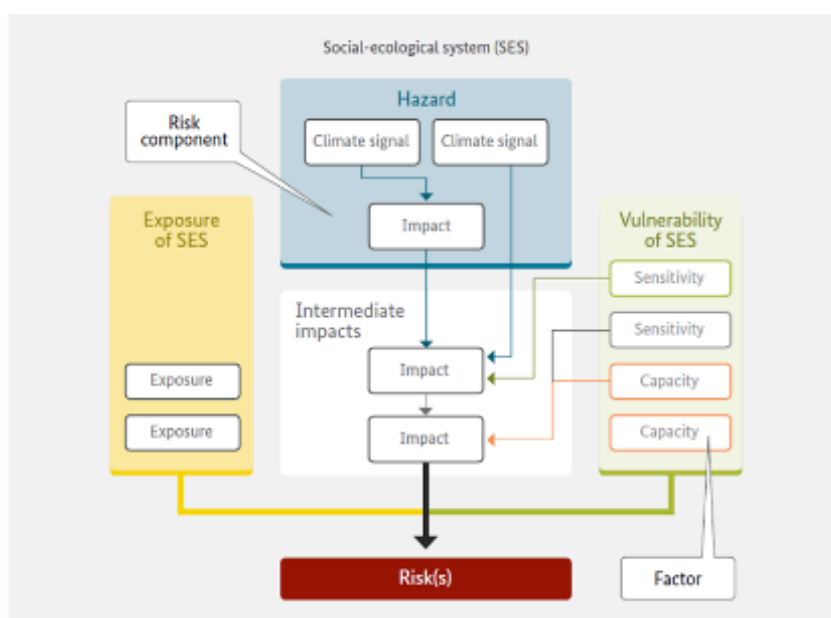 Social-ecological system (SES)
Hazard
Risk
component
Climate signal
Climate signal
Impact
Exposure
of SES
Vulnerability
of SES
Intermediate
impacts
Sensitivity
Sensitivity
Impact
Exposure
Capacity
Impact
Exposure
Capacity
Risk(s)
Factor